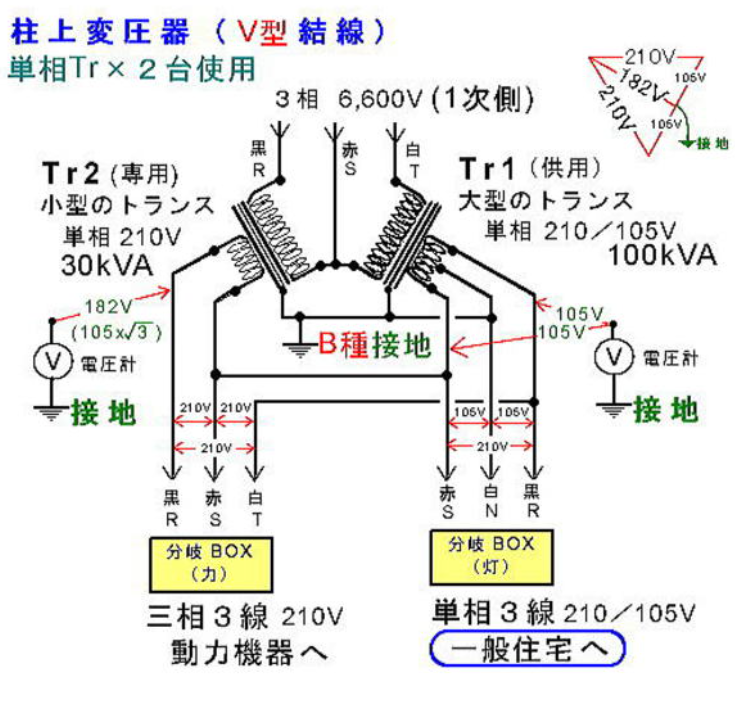 柱上変圧器（V型結線）
単相Tr×２台使用
210V
105V
182V
210V
105V
接地
3相 6,600V (1次側)
黒 赤 白
R S T
Tr2 (専用)
小型のトランス
単相 210V
30kVA
Tr1 (供用)
大型のトランス
単相 210／105V
100kVA
182V
(105x√3)
V 電圧計
接地
B種接地
105V
105V
V 電圧計
接地
210V 210V
210V
105V 105V
210V
黒 赤 白
R S T
赤 白 黒
S N R
分岐 BOX
（力）
分岐 BOX
（灯）
三相３線 210V
動力機器へ
単相３線 210／105V
一般住宅へ